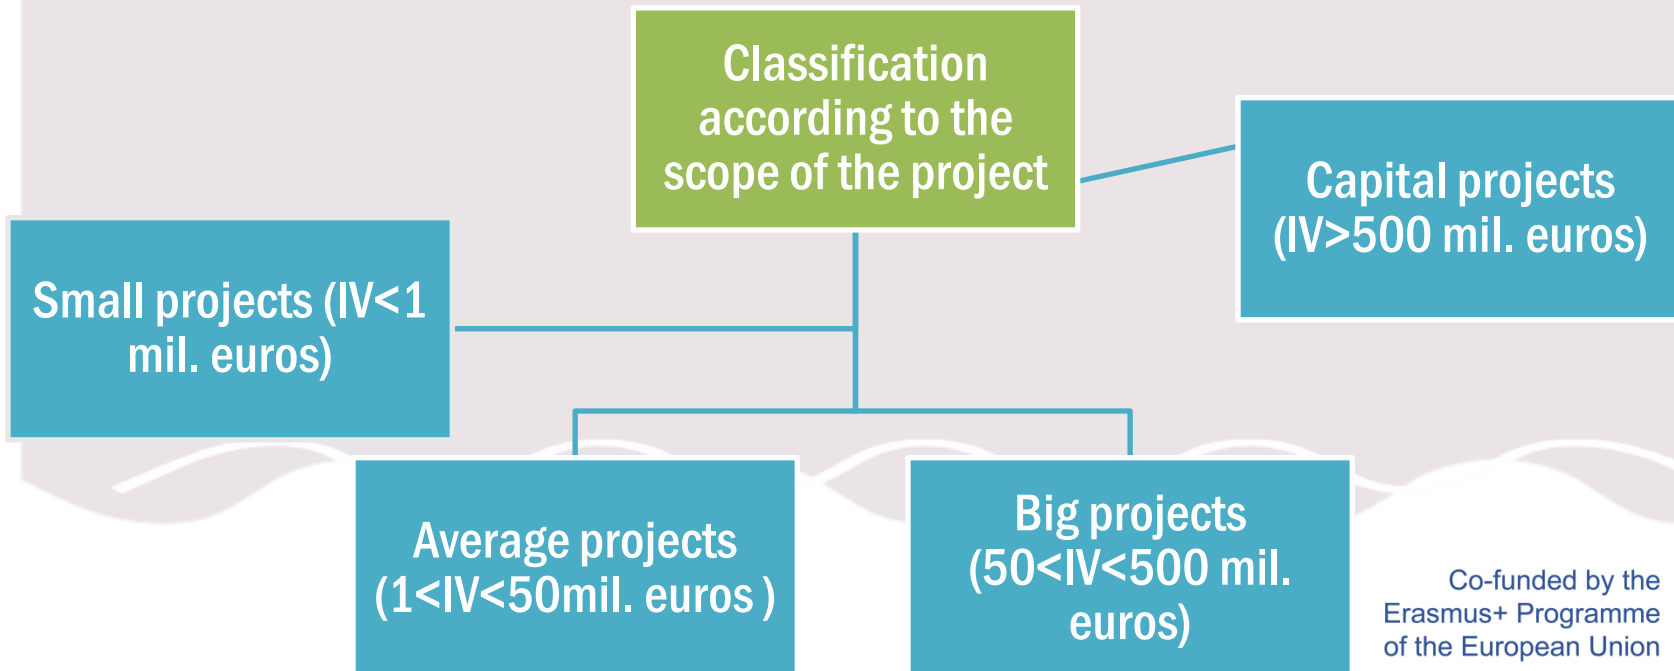 Classification
according to the
scope of the project
Capital projects
(IV>500 mil. euros)
Small projects (IV<1
mil. euros)
Average projects
(1<IV<50mil. euros )
Big projects
(50<IV<500 mil.
euros)
Co-funded by the
Erasmus+ Programme
of the European Union